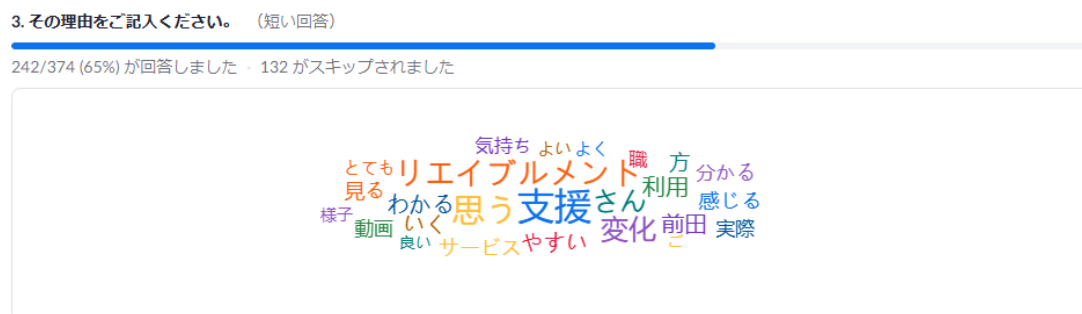 3. その理由をご記入ください。 （短い回答）
242/374 (65%) が回答しました · 132 がスキップされました
気持ち よい よく
とても リエイブルメント 職 方 分かる
見る わかる 思う 支援 さん 利用 感じる
様子 動画 いく 変化 前田 実際
良い サービス やすい ご